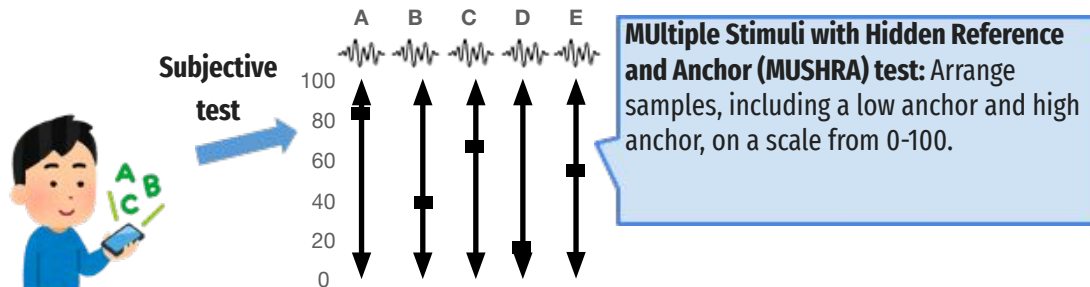 A B C D E
Subjective
test
100
80
60
40
20
0
A B
C
MUltiple Stimuli with Hidden Reference
and Anchor (MUSHRA) test: Arrange
samples, including a low anchor and high
anchor, on a scale from 0-100.